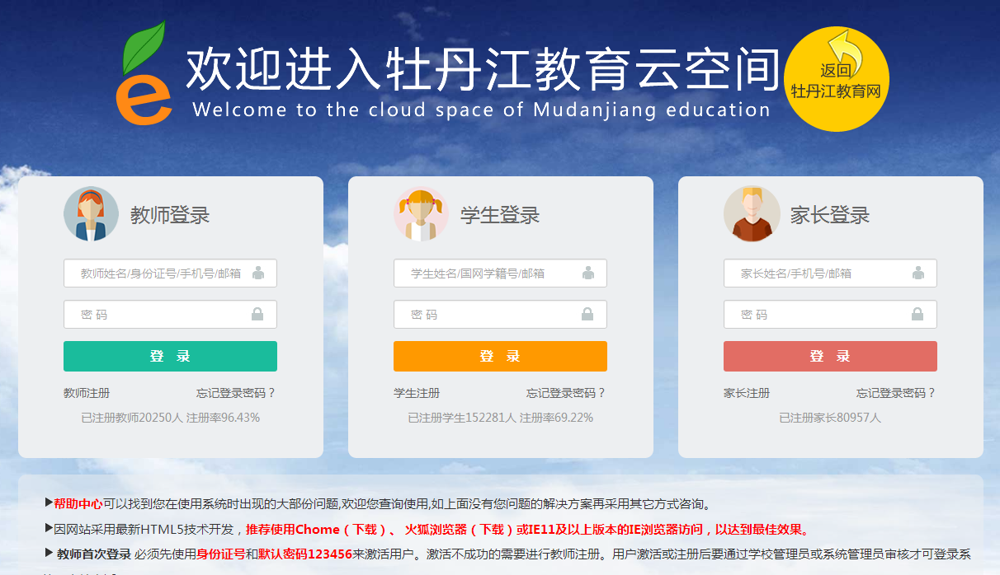 欢迎进入牡丹江教育云空间
Welcome to the cloud space of Mudanjiang education
返回
牡丹江教育网
教师登录
教师姓名/身份证号/手机号/邮箱
密 码
登 录
教师注册 忘记登录密码？
已注册教师20250人 注册率96.43%
学生登录
学生姓名/国网学籍号/邮箱
密 码
登 录
学生注册 忘记登录密码？
已注册学生152281人 注册率69.22%
家长登录
家长姓名/手机号/邮箱
密 码
登 录
家长注册 忘记登录密码？
已注册家长80957人
帮助中心可以找到您在使用系统时出现的大部份问题,欢迎您查询使用,如上面没有您问题的解决方案再采用其它方式咨询。
因网站采用最新HTML5技术开发，推荐使用Chome（下载）、 火狐浏览器（下载）或IE11及以上版本的IE浏览器访问，以达到最佳效果。
教师首次登录 必须先使用身份证号和默认密码123456来激活用户。激活不成功的需要进行教师注册。用户激活或注册后要通过学校管理员或系统管理员审核才可登录系